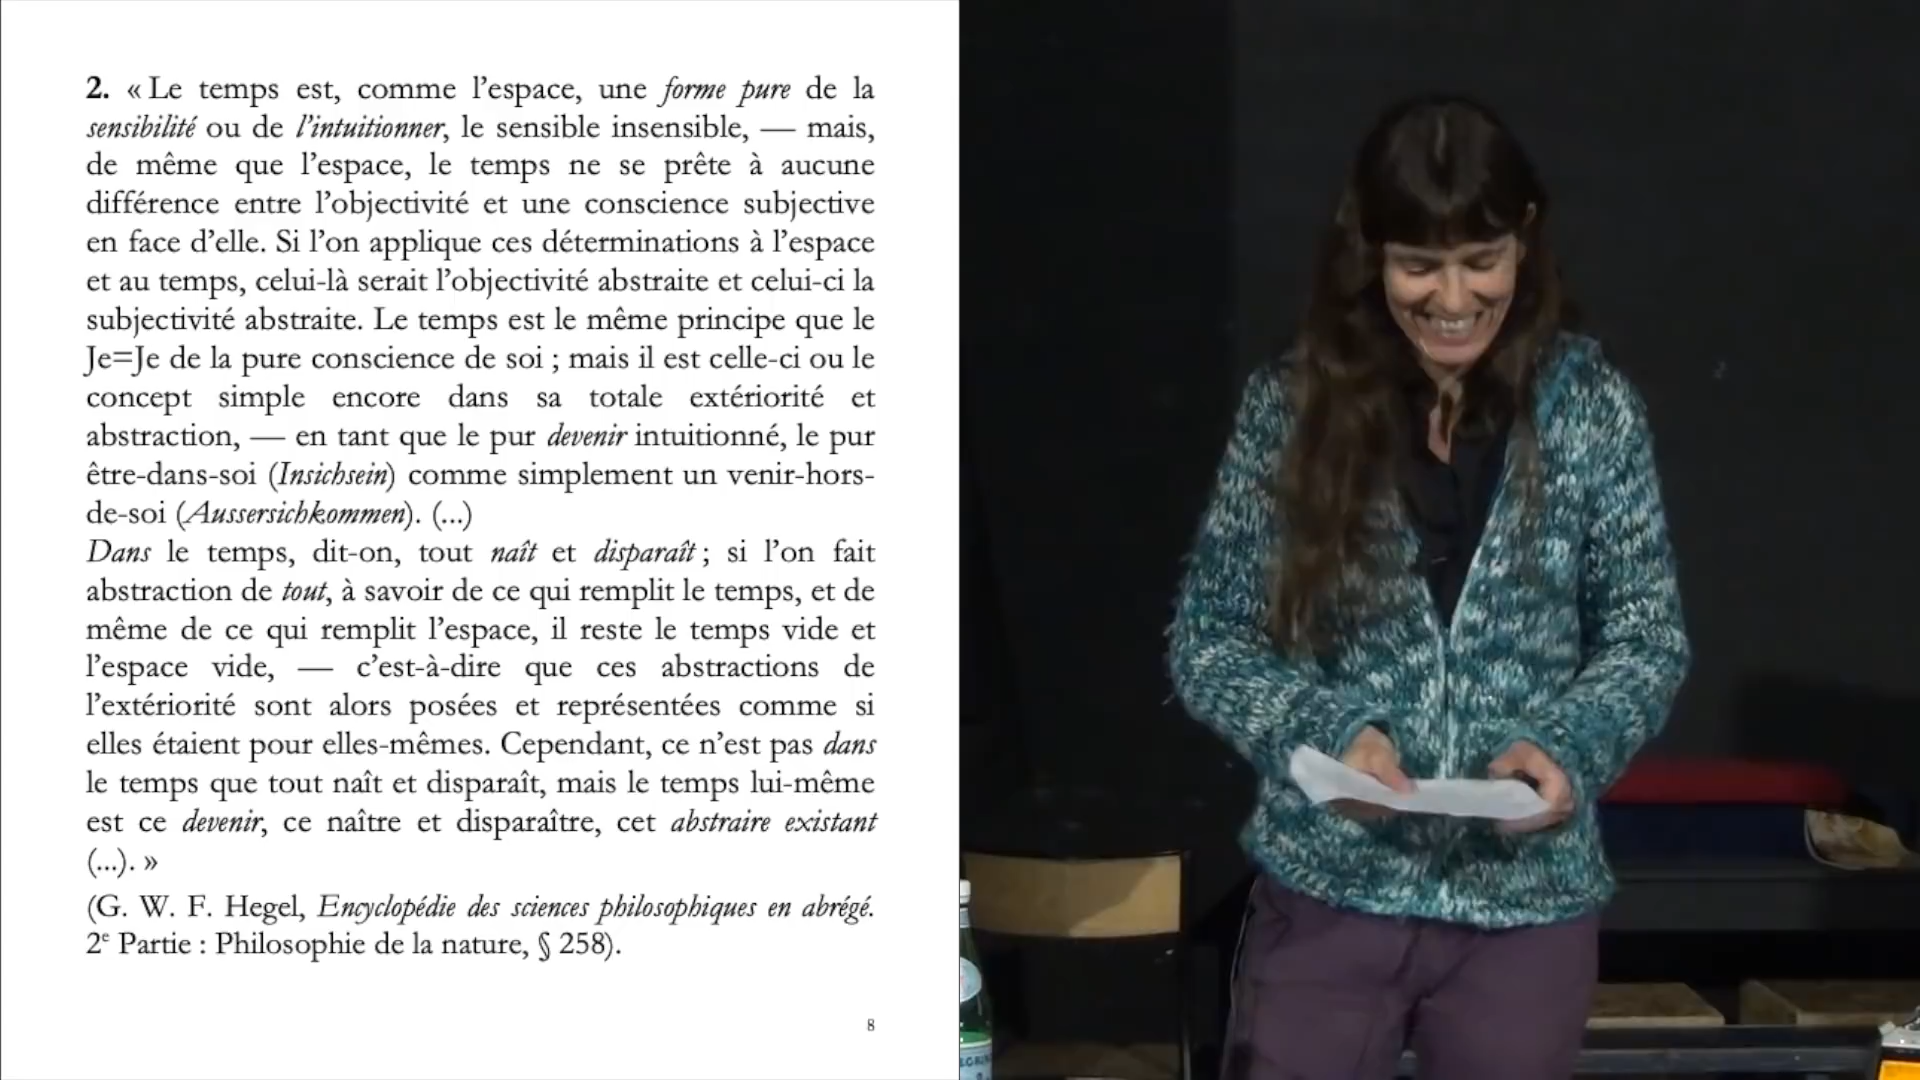 2. « Le temps est, comme l’espace, une forme pure de la
sensibilité ou de l’intuitionner, le sensible insensible, — mais,
de même que l’espace, le temps ne se prête à aucune
différence entre l’objectivité et une conscience subjective
en face d’elle. Si l’on applique ces déterminations à l’espace
et au temps, celui-là serait l’objectivité abstraite et celui-ci la
subjectivité abstraite. Le temps est le même principe que le
Je=Je de la pure conscience de soi ; mais il est celle-ci ou le
concept simple encore dans sa totale extériorité et
abstraction, — en tant que le pur devenir intuitionné, le pur
être-dans-soi (Insichsein) comme simplement un venir-hors-
de-soi (Aussersichkommen). (...)
Dans le temps, dit-on, tout naît et disparaît ; si l’on fait
abstraction de tout, à savoir de ce qui remplit le temps, et de
même de ce qui remplit l’espace, il reste le temps vide et
l’espace vide, — c’est-à-dire que ces abstractions de
l’extériorité sont alors posées et représentées comme si
elles étaient pour elles-mêmes. Cependant, ce n’est pas dans
le temps que tout naît et disparaît, mais le temps lui-même
est ce devenir, ce naître et disparaître, cet abstraire existant
(...). »
(G. W. F. Hegel, Encyclopédie des sciences philosophiques en abrégé.
2e Partie : Philosophie de la nature, § 258).
8